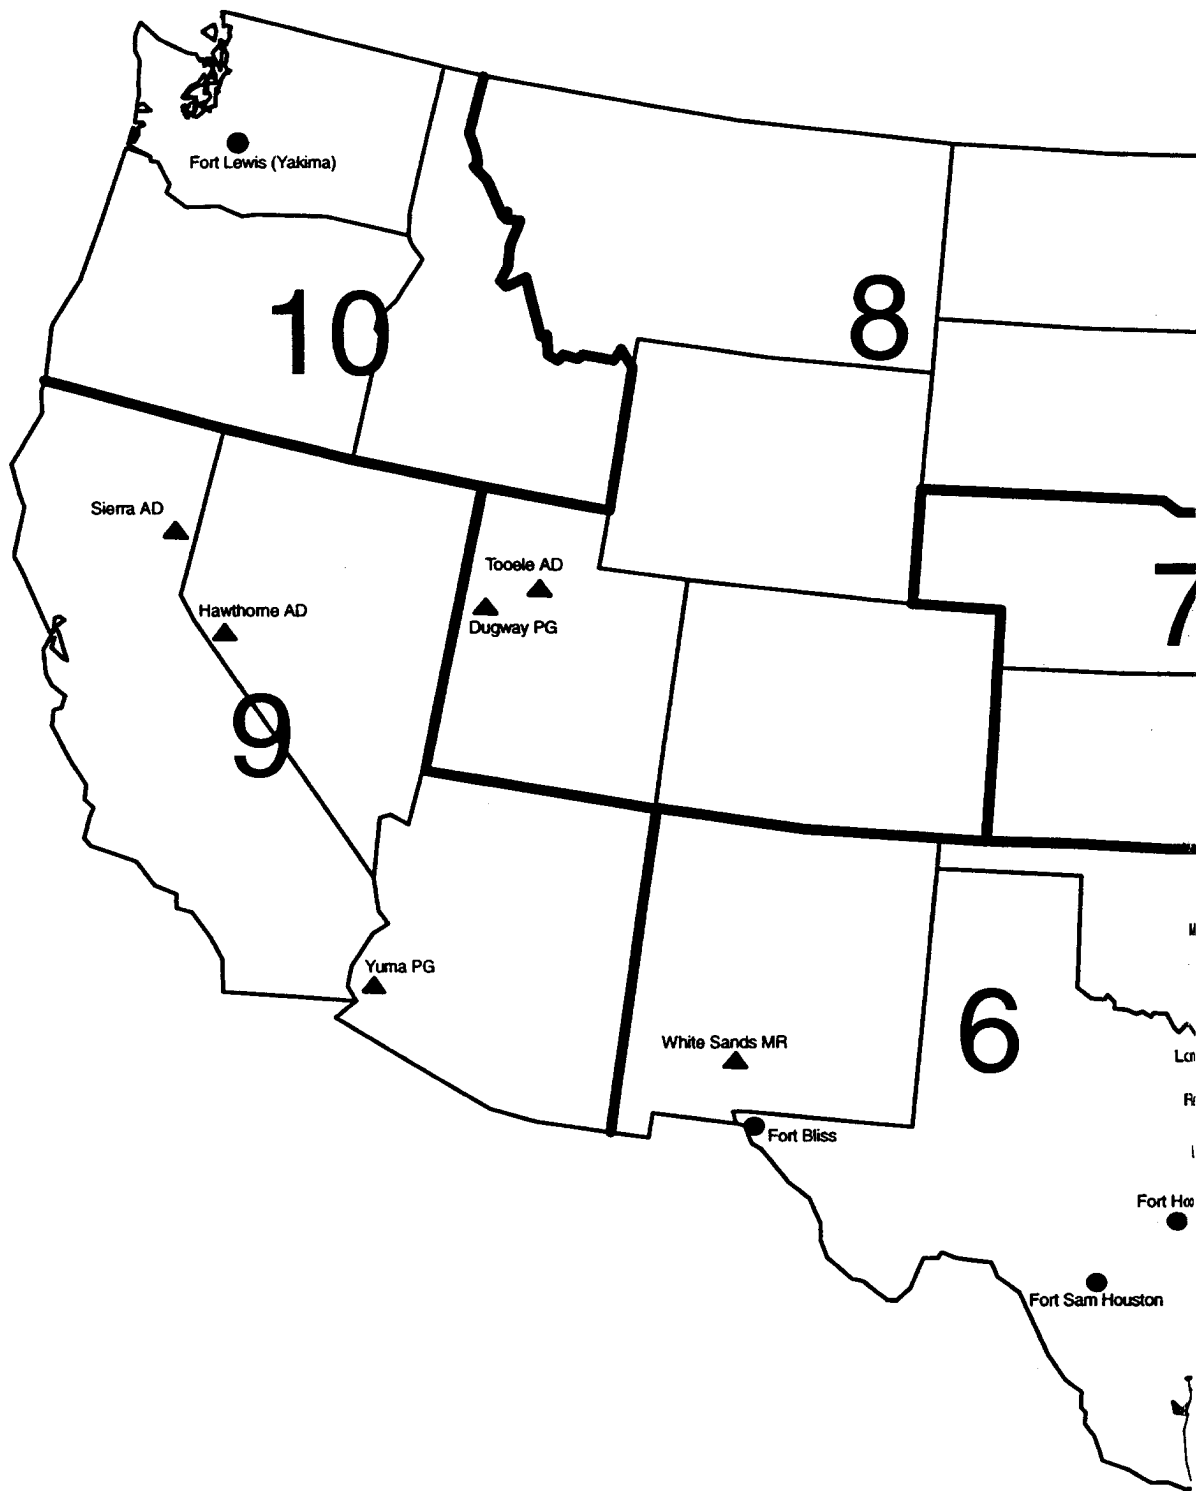 Fort Lewis (Yakima)
10
8
Sierra AD
Tooele AD
7
Hawthorne AD
Dugway PG
9
Yuma PG
6
White Sands MR
Fort Bliss
Fort Sam Houston